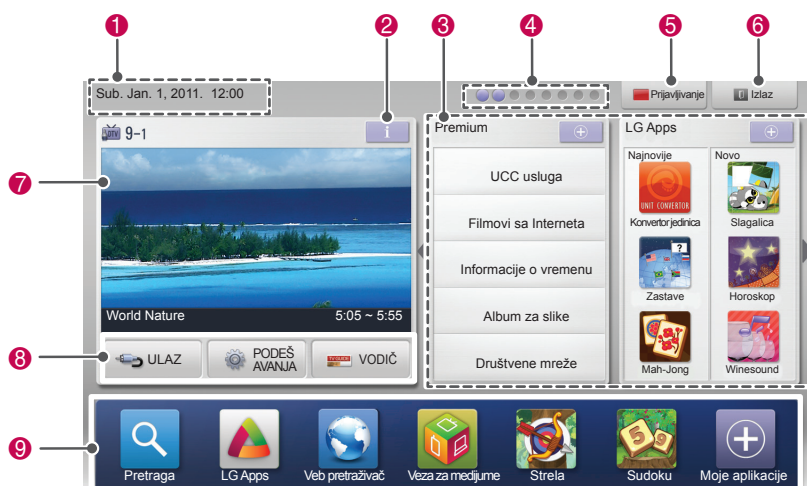 1
2
3
4
5
6
Sub. Jan. 1, 2011. 12:00
Prijavljivanje
Izlaz
DTV 9-1
i
Premium
LG Apps
7
World Nature 5:05 ~ 5:55
UCC usluga
Filmovi sa Interneta
Informacije o vremenu
Album za slike
Društvene mreže
Najnovije
Novo
UNIT CONVERTOR
Konvertor jedinica
Slagalica
?
Zastave
Horoskop
Mah-Jong
Winesound
8
ULAZ
PODEŠ
AVANJA
TV GUIDE
VODIČ
9
5 9
Pretraga
LG Apps
Veb pretraživač
Veza za medijume
Strela
Sudoku
Moje aplikacije